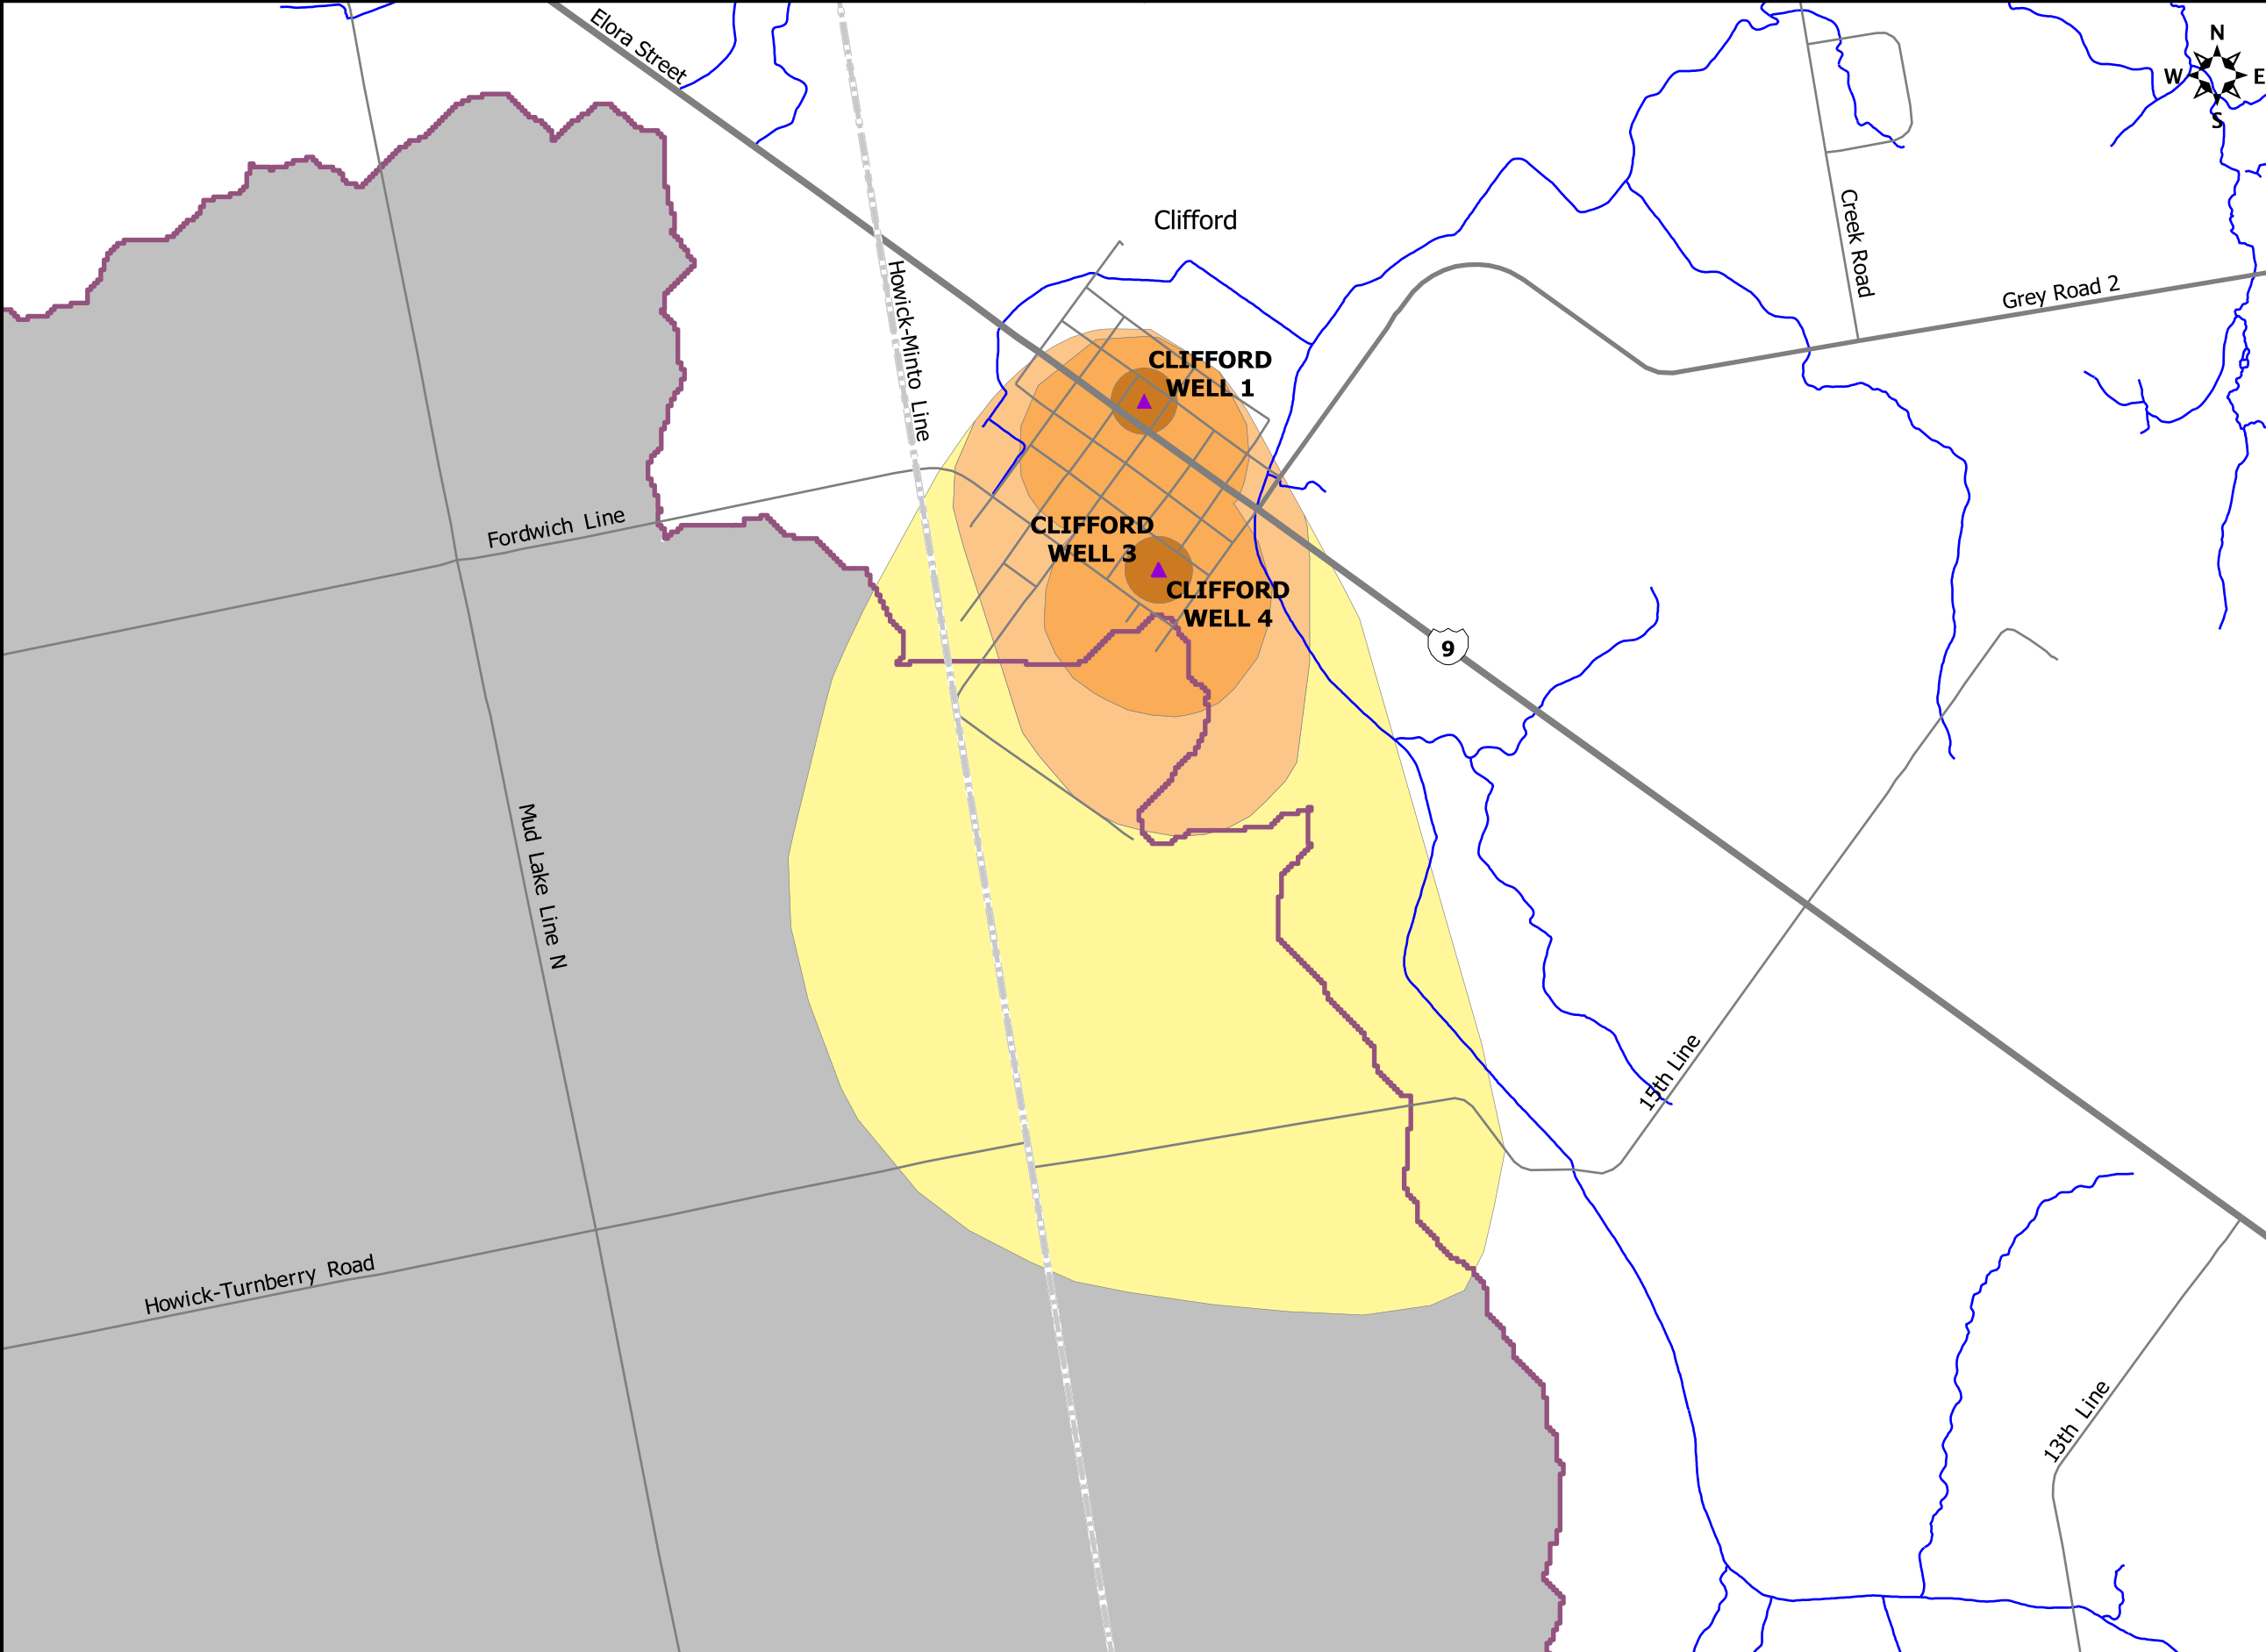 Elora Street
N
W
E
S
Clifford
Creek Road
Howick-Minto Line
Grey Road 2
CLIFFORD
WELL 1
Fordwich Line
CLIFFORD
WELL 3
CLIFFORD
WELL 4
9
Mud Lake Line N
15th Line
Howick-Turnberry Road
13th Line